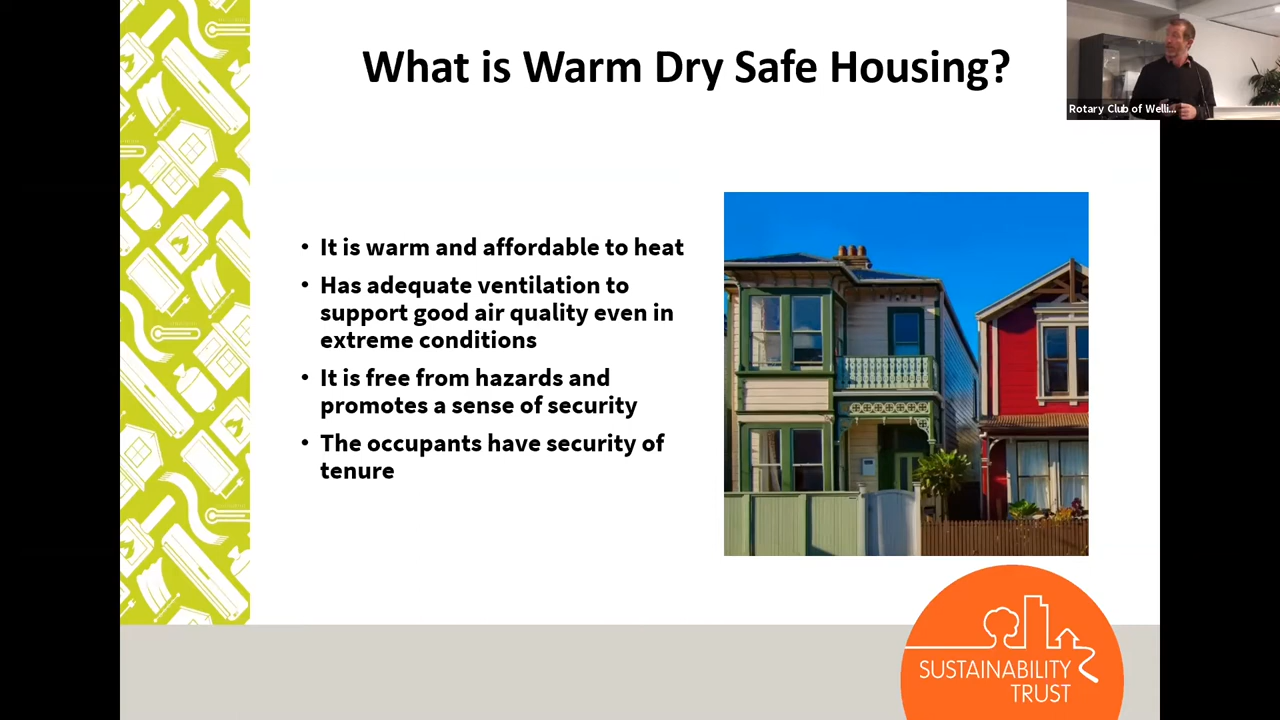 What is Warm Dry Safe Housing?
Rotary Club of Welli...
• It is warm and affordable to heat
• Has adequate ventilation to
support good air quality even in
extreme conditions
• It is free from hazards and
promotes a sense of security
• The occupants have security of
tenure
SUSTAINABILITY
TRUST